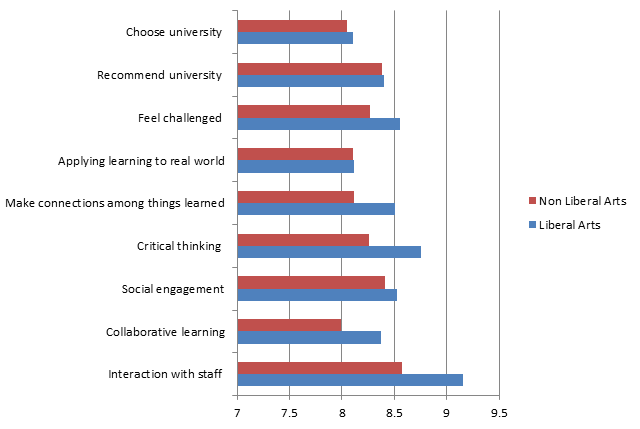 Choose university
Recommend university
Feel challenged
Applying learning to real world
Make connections among things learned
Critical thinking
Social engagement
Collaborative learning
Interaction with staff
Non Liberal Arts
Liberal Arts
7 7.5 8 8.5 9 9.5